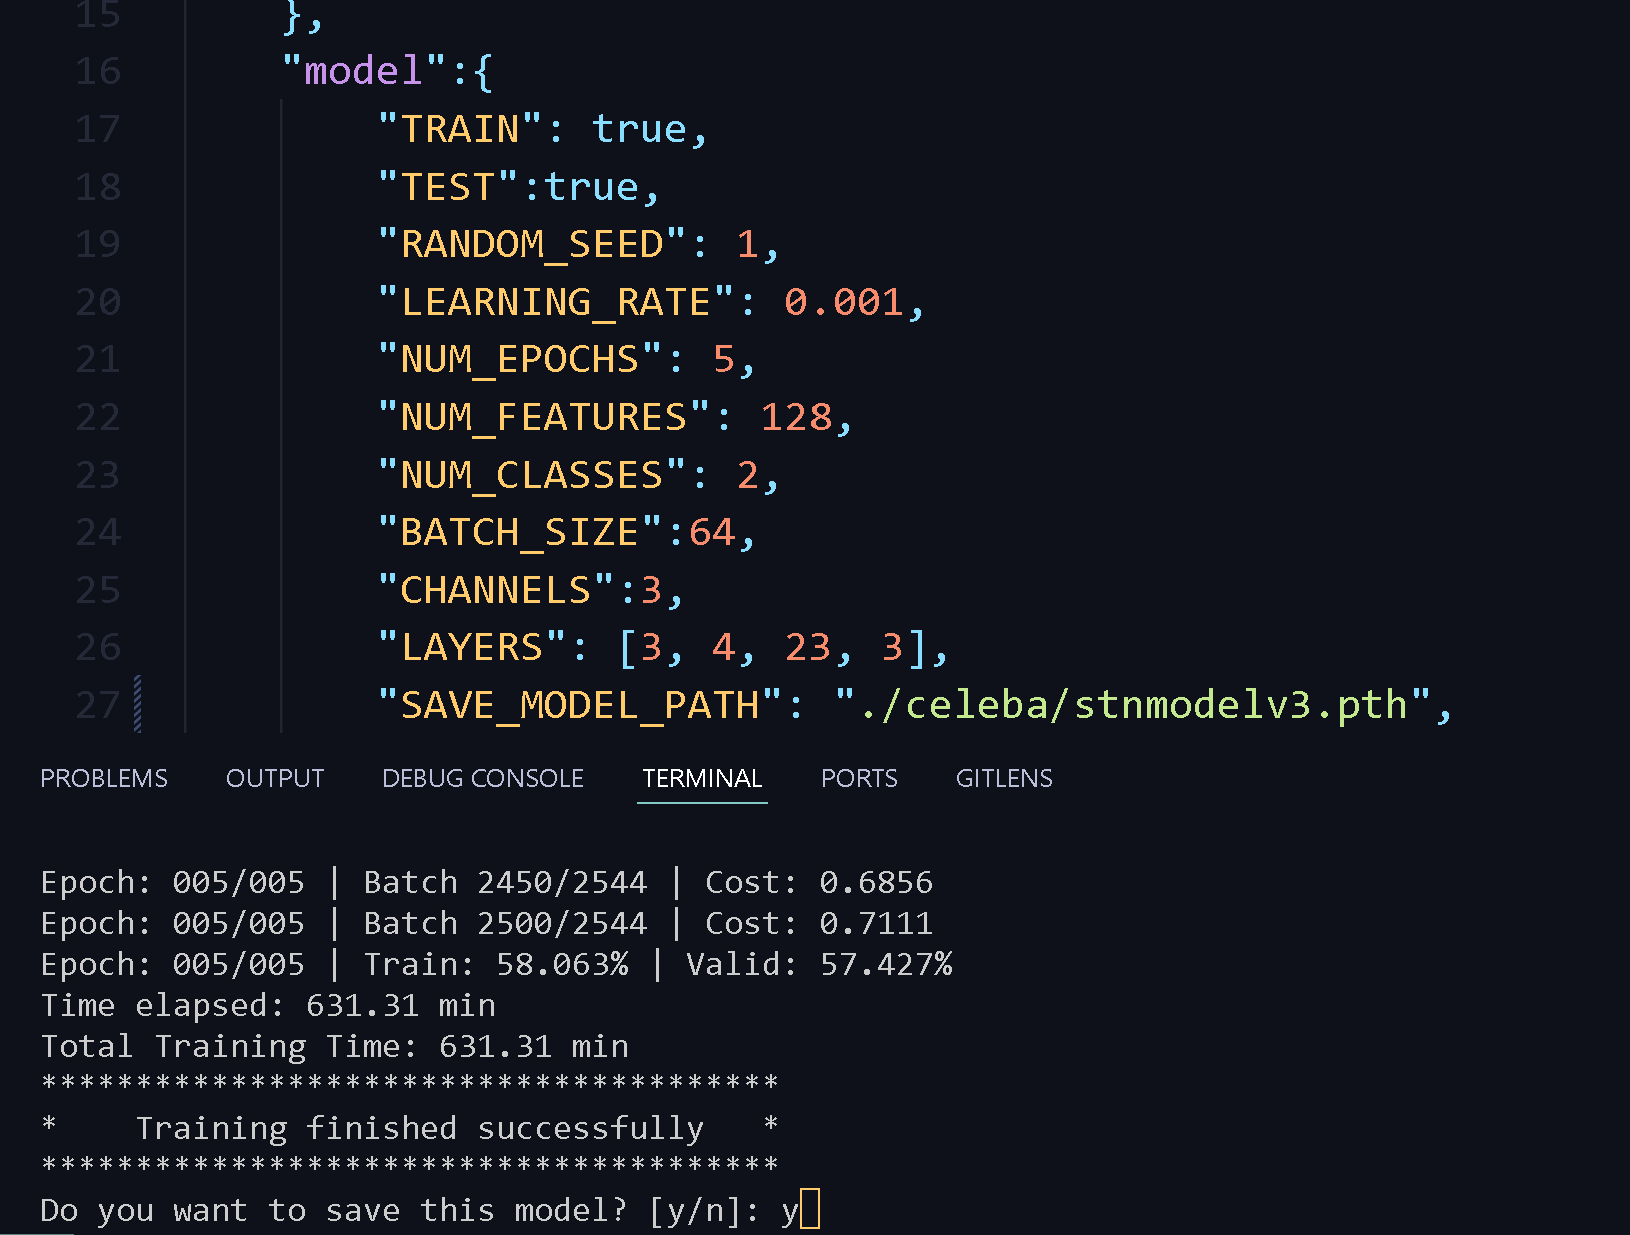 15 },
16 "model":{
17 "TRAIN": true,
18 "TEST":true,
19 "RANDOM_SEED": 1,
20 "LEARNING_RATE": 0.001,
21 "NUM_EPOCHS": 5,
22 "NUM_FEATURES": 128,
23 "NUM_CLASSES": 2,
24 "BATCH_SIZE":64,
25 "CHANNELS":3,
26 "LAYERS": [3, 4, 23, 3],
27 "SAVE_MODEL_PATH": "./celeba/stnmodelv3.pth",
PROBLEMS OUTPUT DEBUG CONSOLE TERMINAL PORTS GITLENS
Epoch: 005/005 | Batch 2450/2544 | Cost: 0.6856
Epoch: 005/005 | Batch 2500/2544 | Cost: 0.7111
Epoch: 005/005 | Train: 58.063% | Valid: 57.427%
Time elapsed: 631.31 min
Total Training Time: 631.31 min
***************************************
*    Training finished successfully   *
***************************************
Do you want to save this model? [y/n]: y